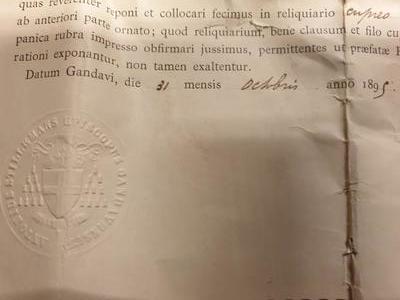 quas reverenter reponi et collocari fecimus in reliquiario cupreo
ab anteriori parte ornato; quod reliquiarium, bene clausum et filo
panica rubra impresso obfirmari jussimus, permittentes ut præfatæ
rationi exponantur, non tamen exaltentur.
Datum Gandavi, die 31 mensis Octobris anno 1895.